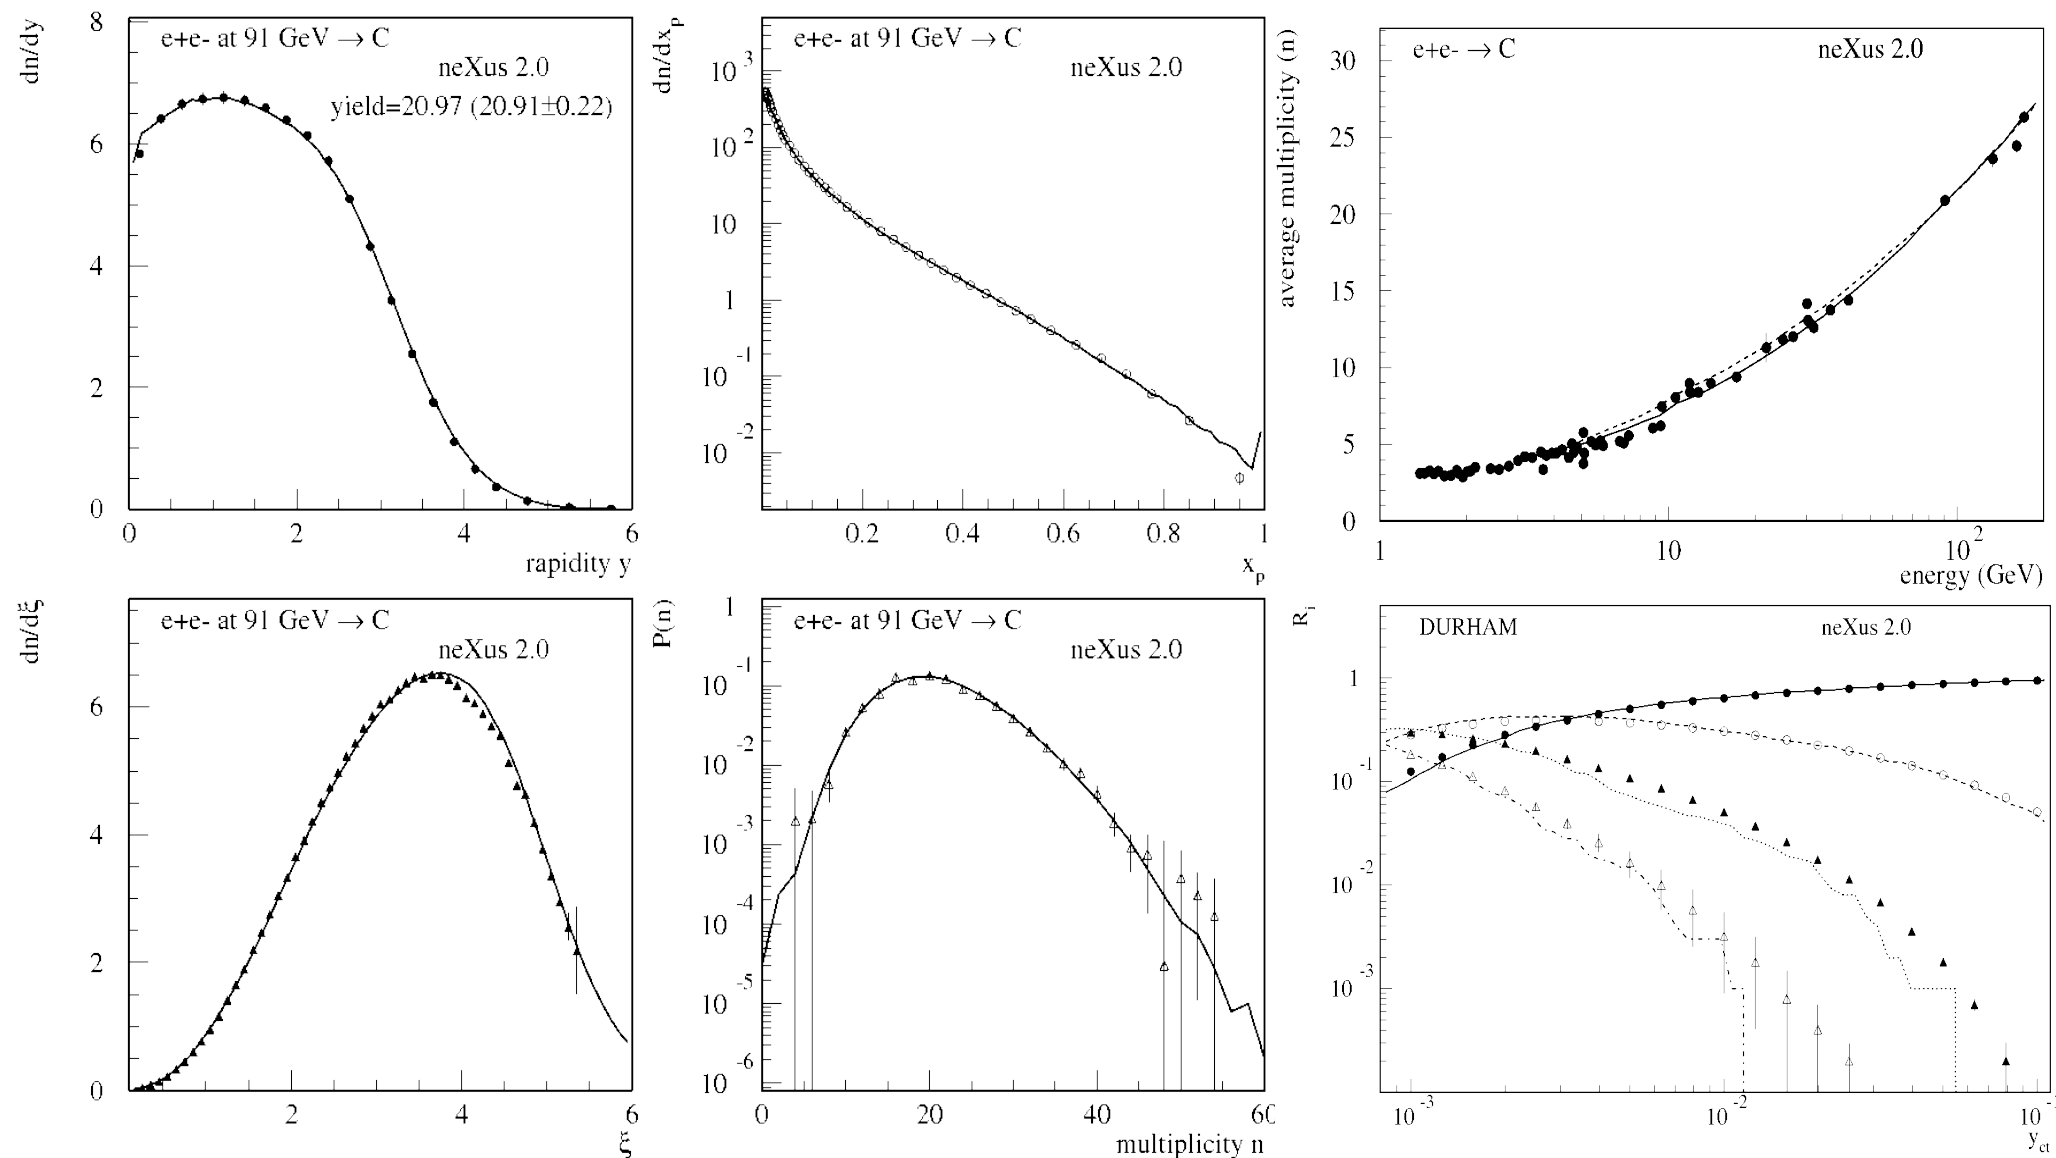 dn/dy
8
6
4
2
0
e+e- at 91 GeV → C
neXus 2.0
yield=20.97 (20.91±0.22)
0 2 4 6
rapidity y
dn/dx_p
10^3
10^2
10
1
10^-1
10^-2
e+e- at 91 GeV → C
neXus 2.0
0.2 0.4 0.6 0.8 1
x_p
average multiplicity (n)
30
25
20
15
10
5
0
e+e- → C
neXus 2.0
1 10 10^2
energy (GeV)
dn/dξ
6
4
2
0
e+e- at 91 GeV → C
neXus 2.0
2 4 6
ξ
P(n)
1
10^-1
10^-2
10^-3
10^-4
10^-5
10^-6
e+e- at 91 GeV → C
neXus 2.0
0 20 40 60
multiplicity n
R_i
1
10^-1
10^-2
10^-3
DURHAM
neXus 2.0
10^-3 10^-2 10^-1
y_ct